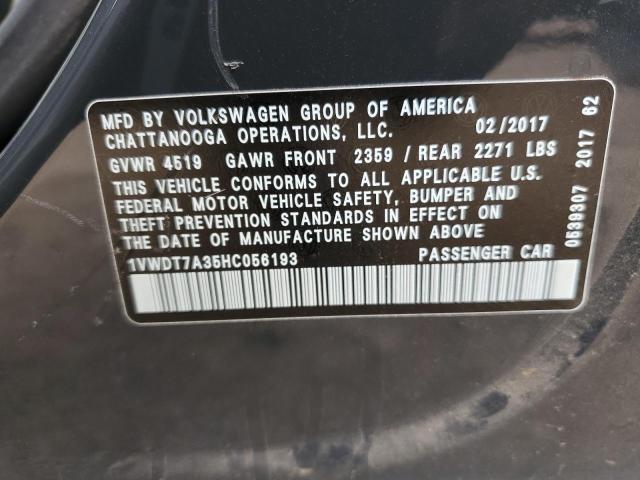 MFD BY VOLKSWAGEN GROUP OF AMERICA
CHATTANOOGA OPERATIONS, LLC. 02/2017
GVWR 4519 GAWR FRONT 2359 / REAR 2271 LBS
THIS VEHICLE CONFORMS TO ALL APPLICABLE U.S.
FEDERAL MOTOR VEHICLE SAFETY, BUMPER AND
THEFT PREVENTION STANDARDS IN EFFECT ON
THE DATE OF MANUFACTURE SHOWN ABOVE
1VWDT7A35HC056193 PASSENGER CAR
0539307 2017 62